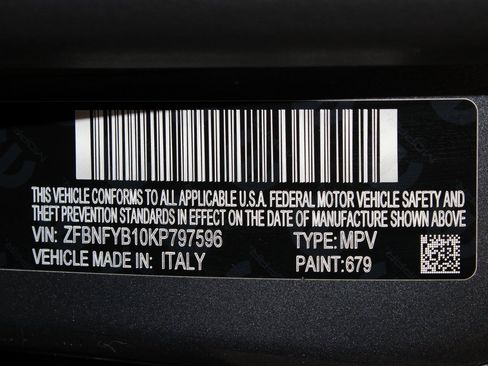 THIS VEHICLE CONFORMS TO ALL APPLICABLE U.S.A. FEDERAL MOTOR VEHICLE SAFETY AND
THEFT PREVENTION STANDARDS IN EFFECT ON THE DATE OF MANUFACTURE SHOWN ABOVE
VIN: ZFBNFYB10KP797596 TYPE: MPV
VEHICLE MADE IN: ITALY PAINT:679